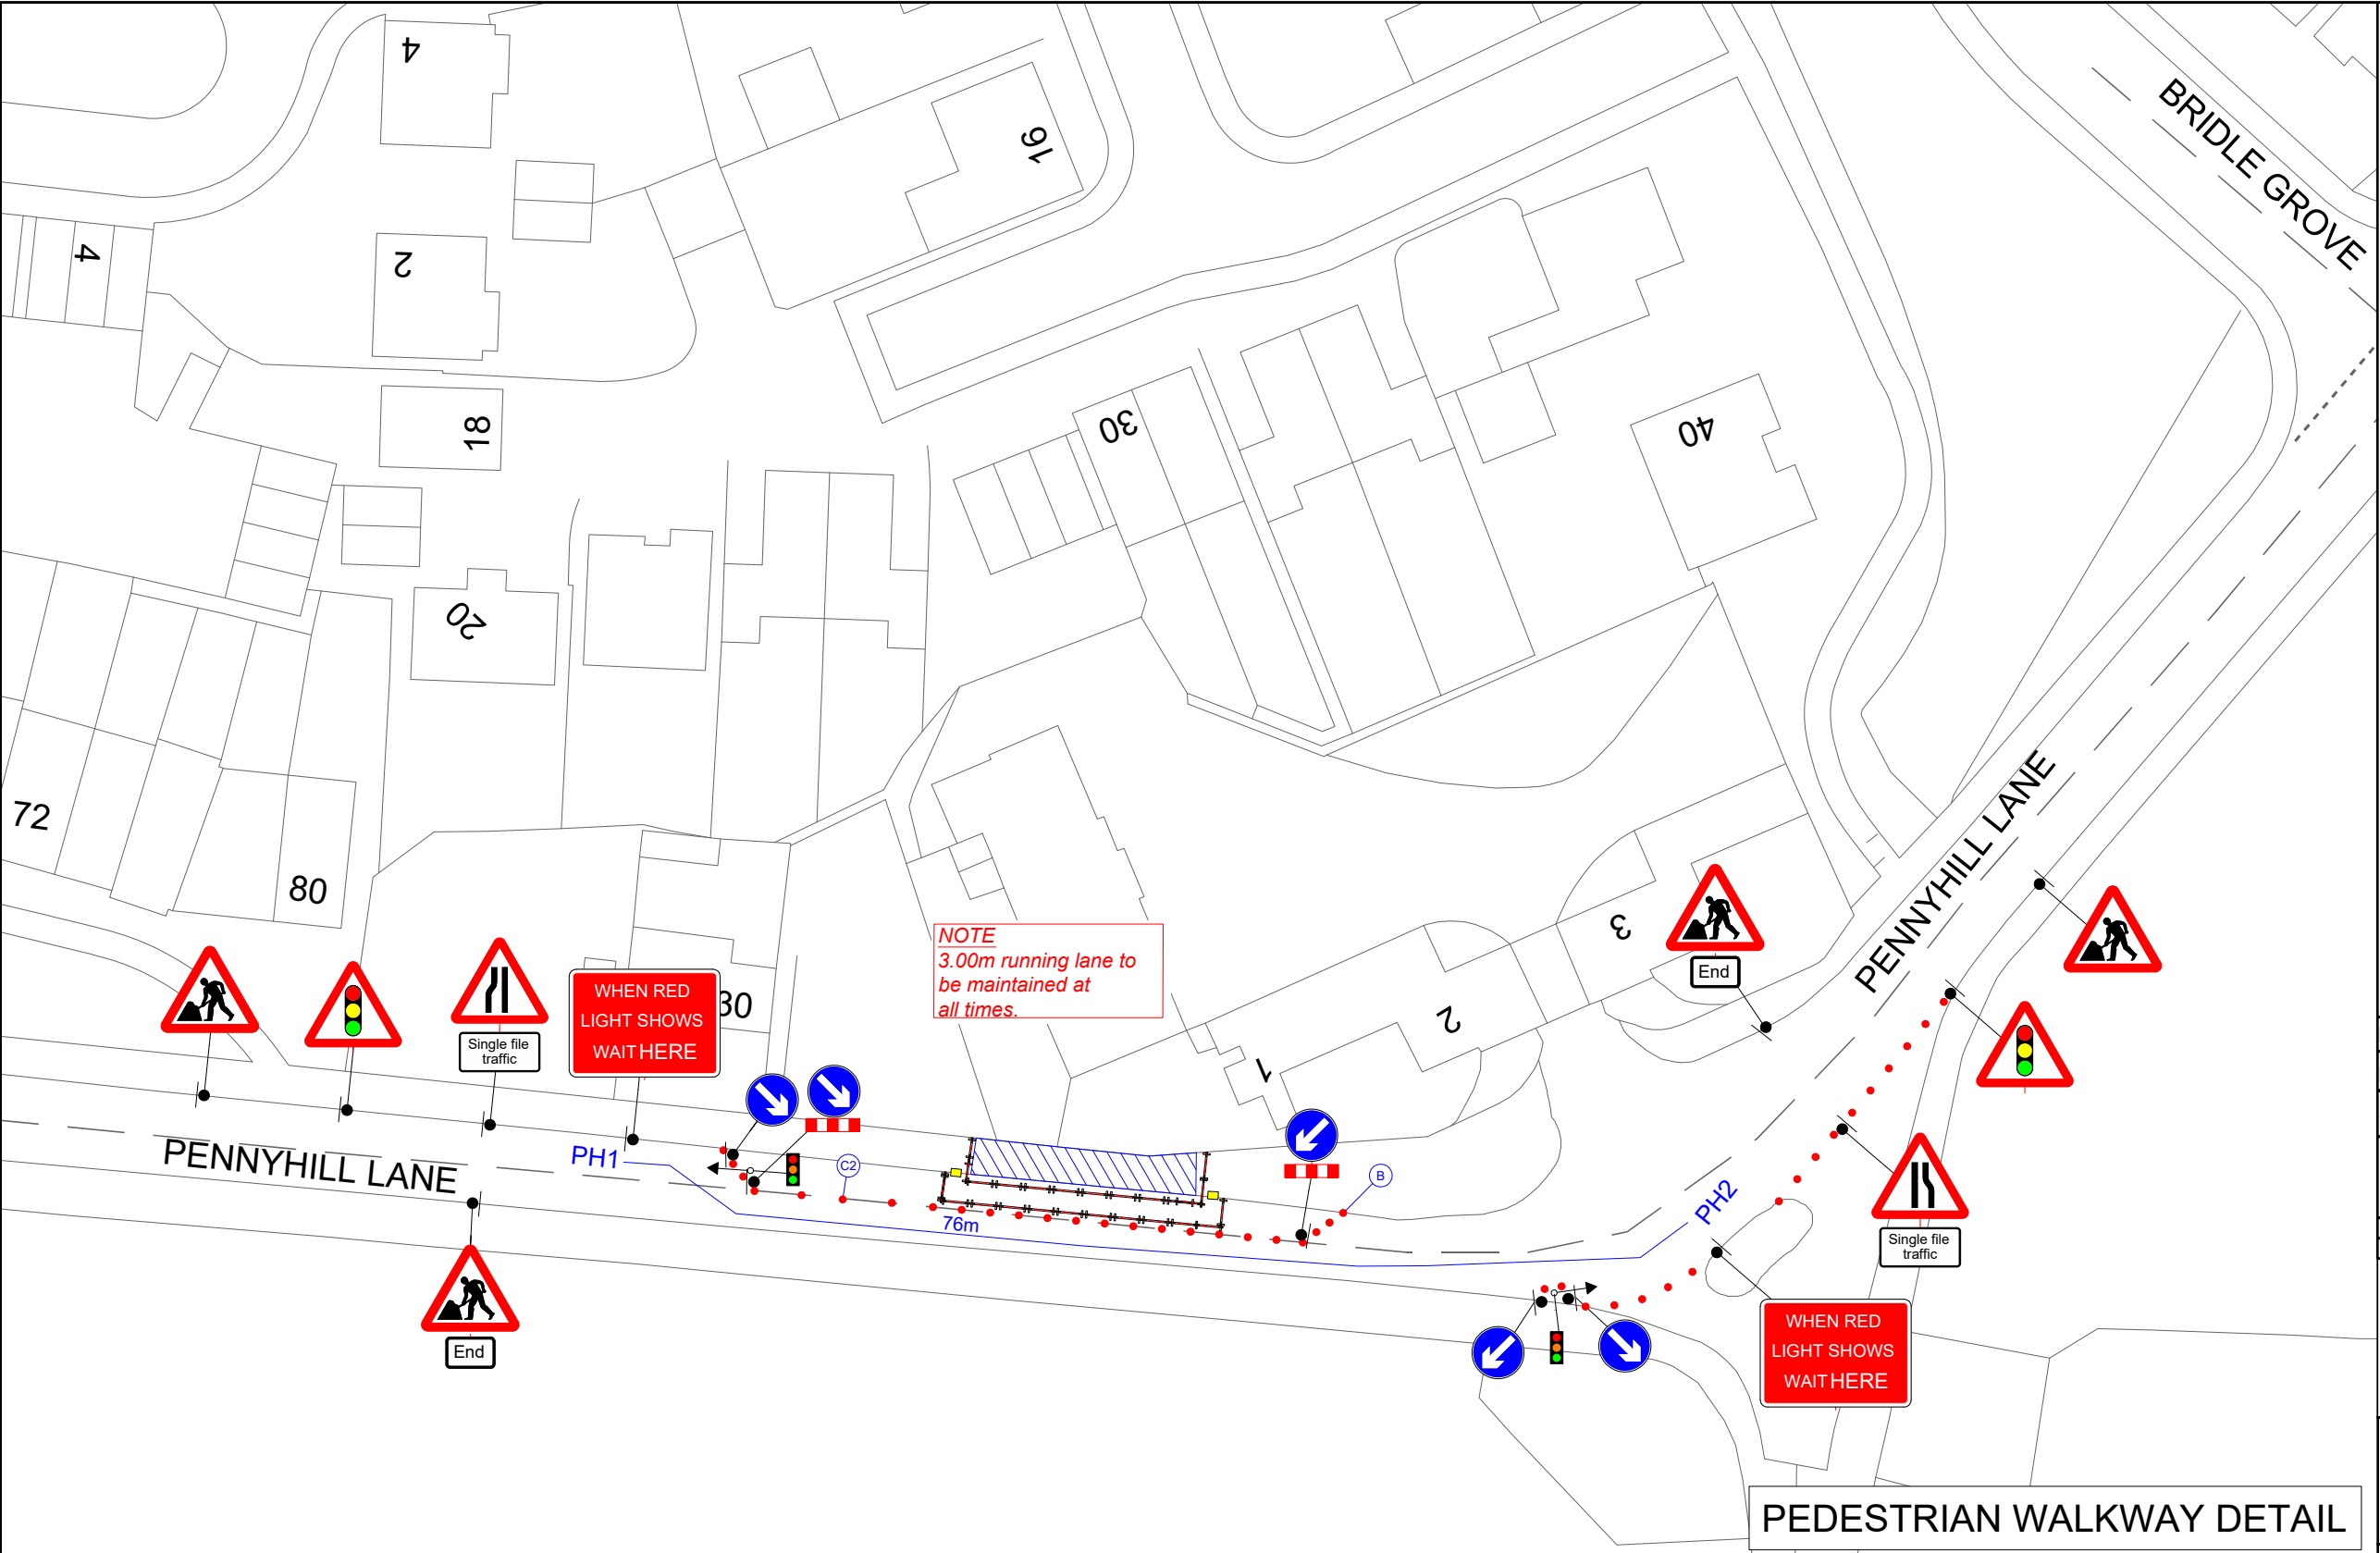 4
16
BRIDLE GROVE
4
2
18
30
40
20
72
80
PENNYHILL LANE
NOTE
3.00m running lane to
be maintained at
all times.
3
End
Single file
traffic
WHEN RED
LIGHT SHOWS
WAIT HERE
30
2
1
PENNYHILL LANE
PH1
C2
B
76m
PH2
Single file
traffic
End
WHEN RED
LIGHT SHOWS
WAIT HERE
PEDESTRIAN WALKWAY DETAIL